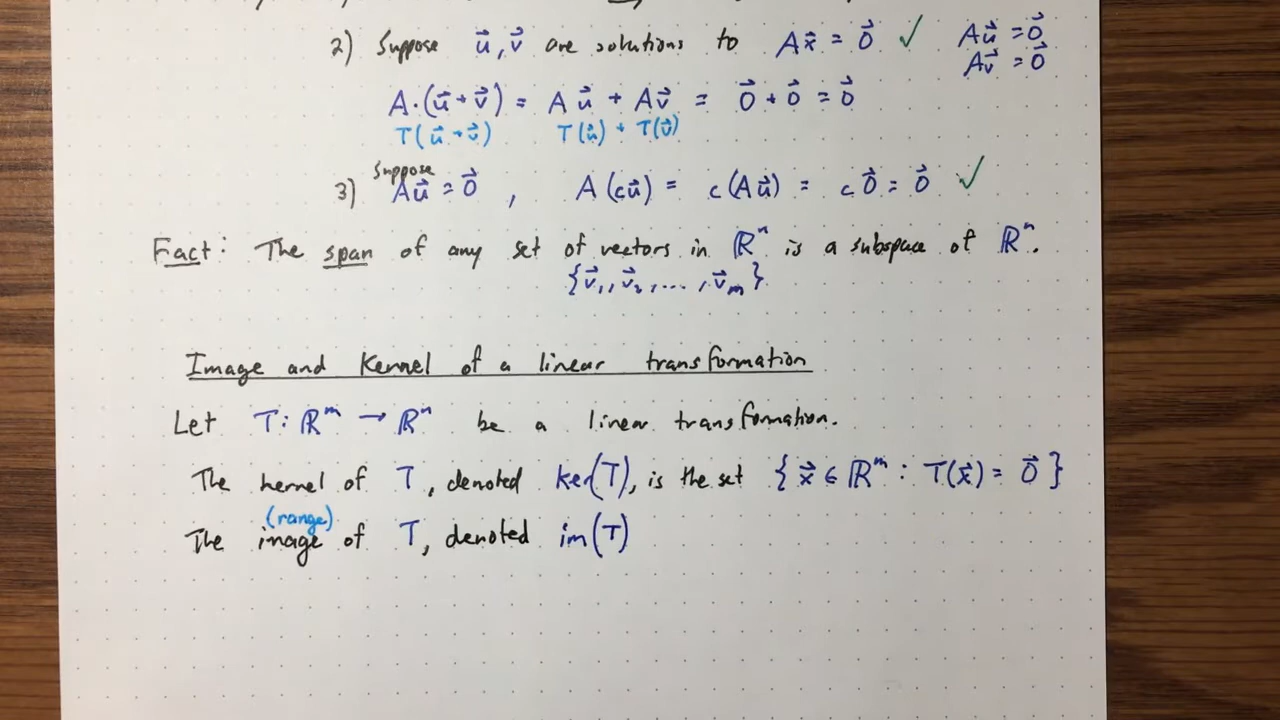 2) Suppose u⃗, v⃗ are solutions to Ax⃗ = 0⃗ ✓ Au⃗ = 0⃗
Av⃗ = 0⃗
A·(u⃗ + v⃗) = Au⃗ + Av⃗ = 0⃗ + 0⃗ = 0⃗
T(u⃗ + v⃗) T(u⃗) + T(v⃗)
Suppose
3) Au⃗ = 0⃗ , A(cu⃗) = c(Au⃗) = c0⃗ = 0⃗ ✓
Fact: The span of any set of vectors in ℝⁿ is a subspace of ℝⁿ.
{v⃗₁, v⃗₂, ..., v⃗ₘ}
Image and Kernel of a linear transformation
Let T: ℝᵐ → ℝⁿ be a linear transformation.
The kernel of T, denoted ker(T), is the set {x⃗ ∈ ℝᵐ : T(x⃗) = 0⃗}
(range)
The image of T, denoted im(T)